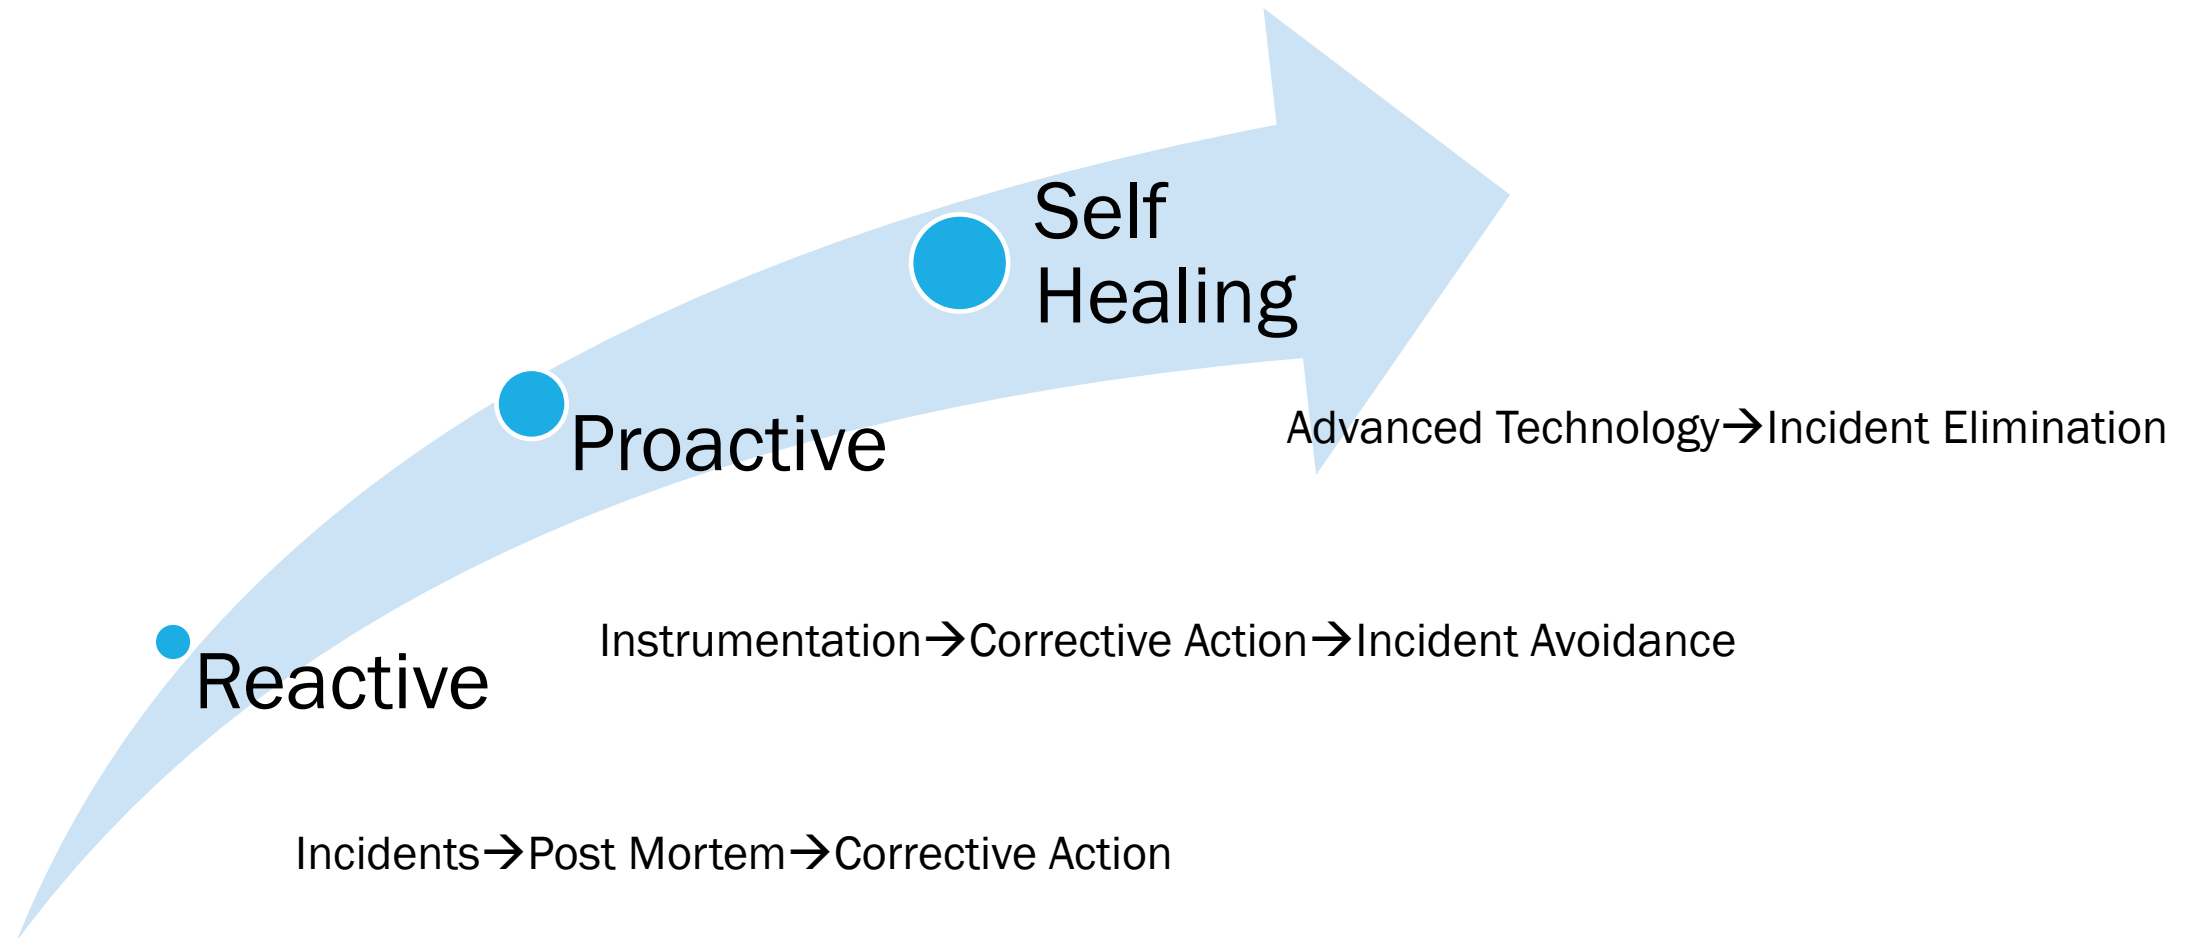 Self
Healing
Proactive
Advanced Technology→Incident Elimination
Reactive
Instrumentation→Corrective Action→Incident Avoidance
Incidents→Post Mortem→Corrective Action